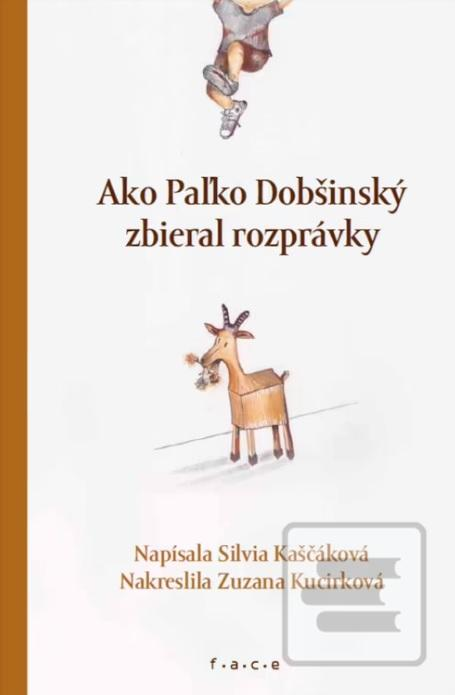 Ako Paľko Dobšinský
zbieral rozprávky
Napísala Silvia Kaščáková
Nakreslila Zuzana Kucirková
f.a.c.e